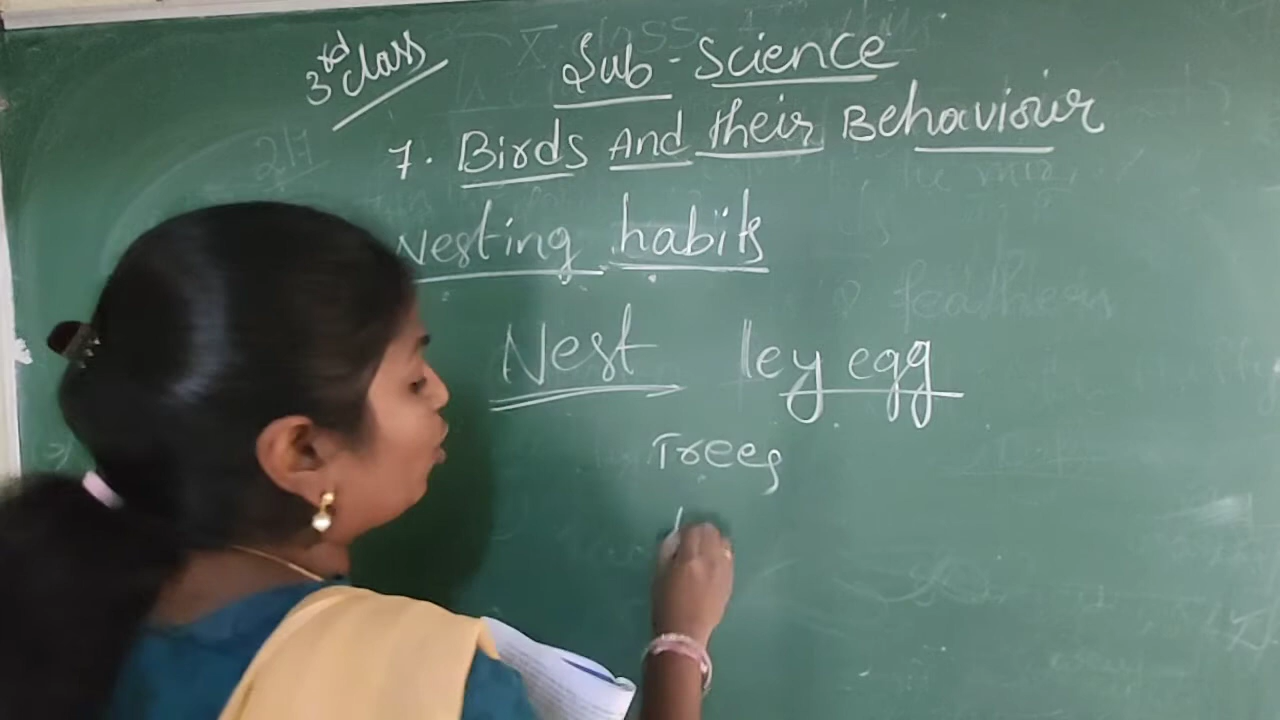 3rd class
Sub - Science
7. Birds And their Behaviour
Nesting habits
Nest ley egg
Trees